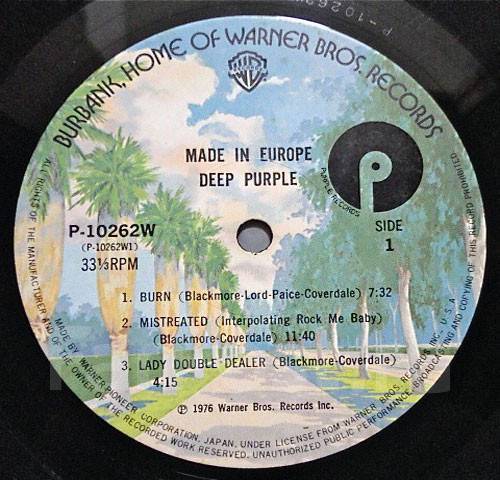 BURBANK, HOME OF WARNER BROS. RECORDS
MADE IN EUROPE
DEEP PURPLE
P
PURPLE RECORDS
P-10262W
(P-10262W1)
33⅓RPM
SIDE
1
1. BURN (Blackmore-Lord-Paice-Coverdale) 7:32
2. MISTREATED (Interpolating Rock Me Baby)
(Blackmore-Coverdale) 11:40
3. LADY DOUBLE DEALER (Blackmore-Coverdale)
4:15
Ⓟ 1976 Warner Bros. Records Inc.
MADE BY WARNER-PIONEER CORPORATION, JAPAN, UNDER LICENSE FROM WARNER BROS. RECORDS INC., U.S.A.
ALL RIGHTS OF THE MANUFACTURER AND OF THE OWNER OF THE RECORDED WORK RESERVED. UNAUTHORIZED PUBLIC PERFORMANCE, BROADCASTING AND COPYING OF THIS RECORD PROHIBITED.